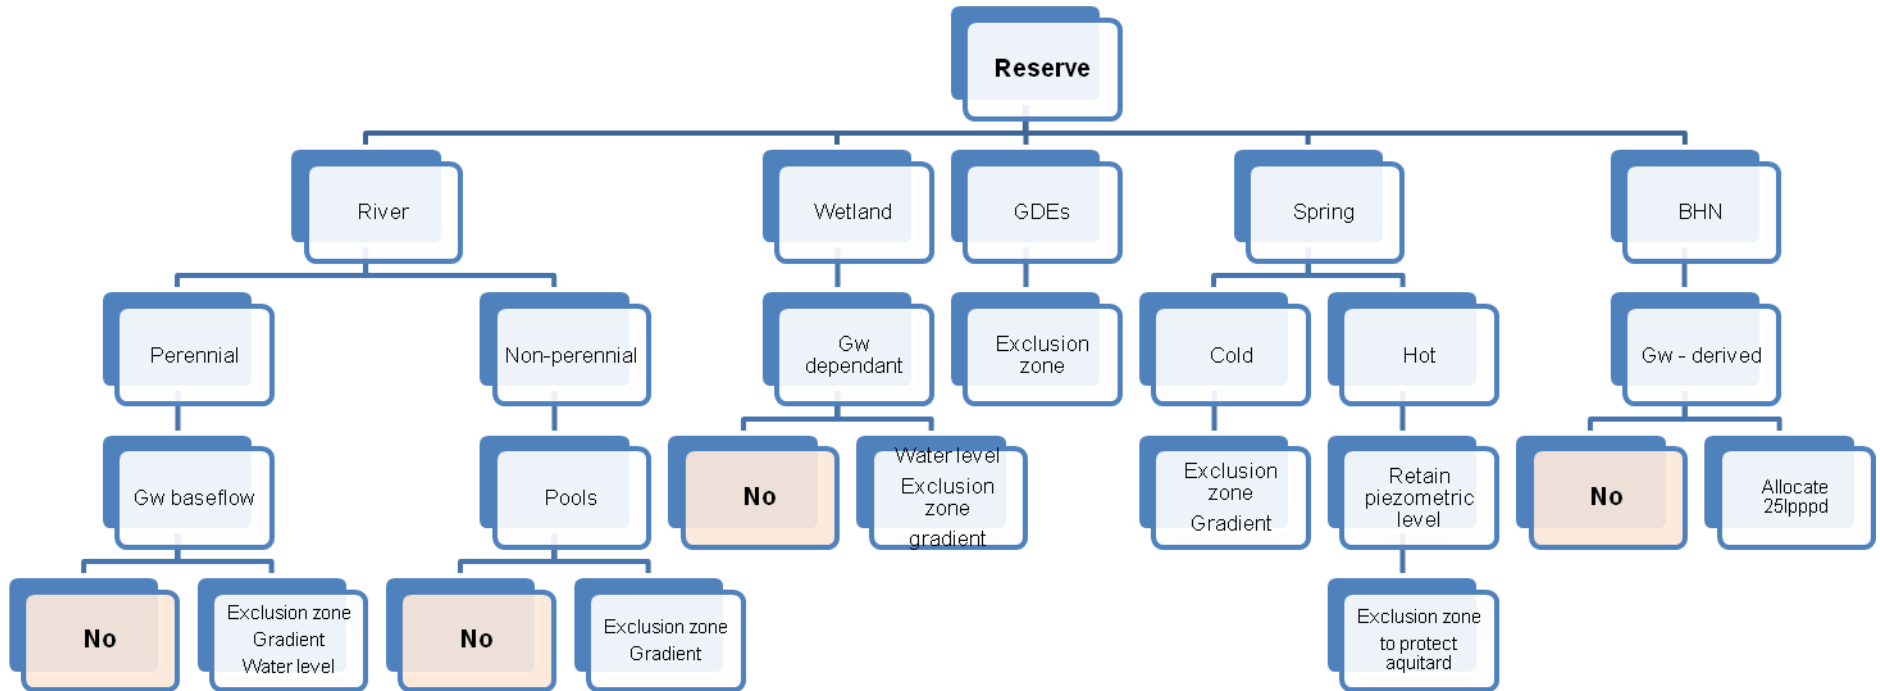 Reserve
River
Wetland
GDEs
Spring
BHN
Perennial
Non-perennial
Gw
dependant
Exclusion
zone
Cold
Hot
Gw - derived
Gw baseflow
Pools
No
Water level
Exclusion
zone
gradient
Exclusion
zone
Gradient
Retain
piezometric
level
No
Allocate
25lpppd
No
Exclusion zone
Gradient
Water level
No
Exclusion zone
Gradient
Exclusion zone
to protect
aquitard